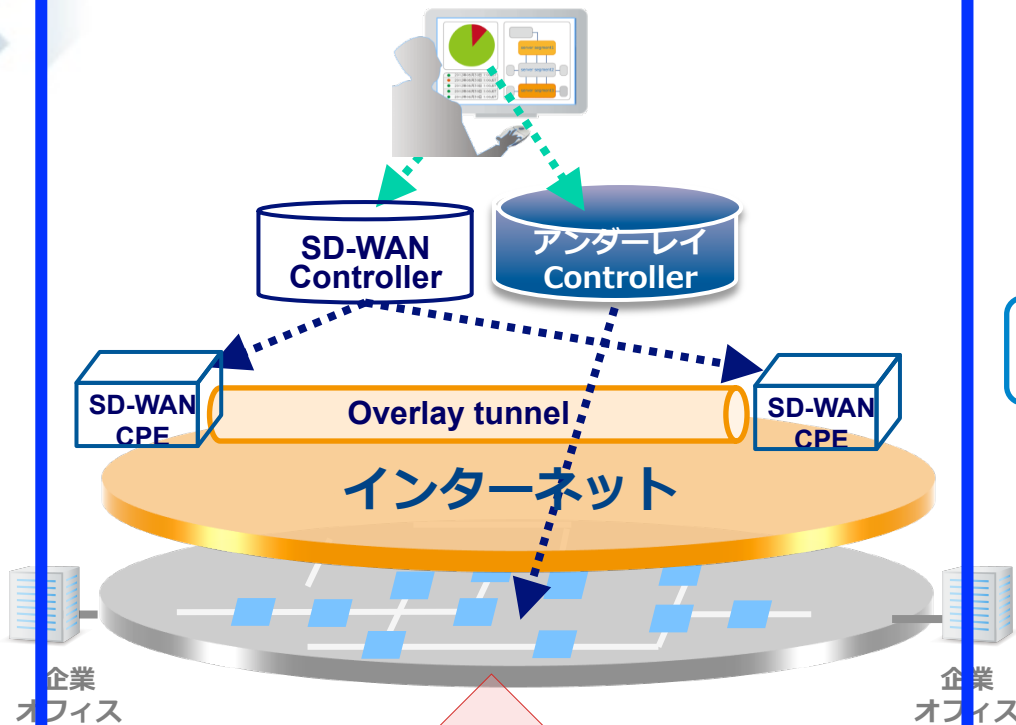 SD-WAN
Controller
アンダーレイ
Controller
SD-WAN
CPE
Overlay tunnel
SD-WAN
CPE
インターネット
企業
オフィス
企業
オフィス